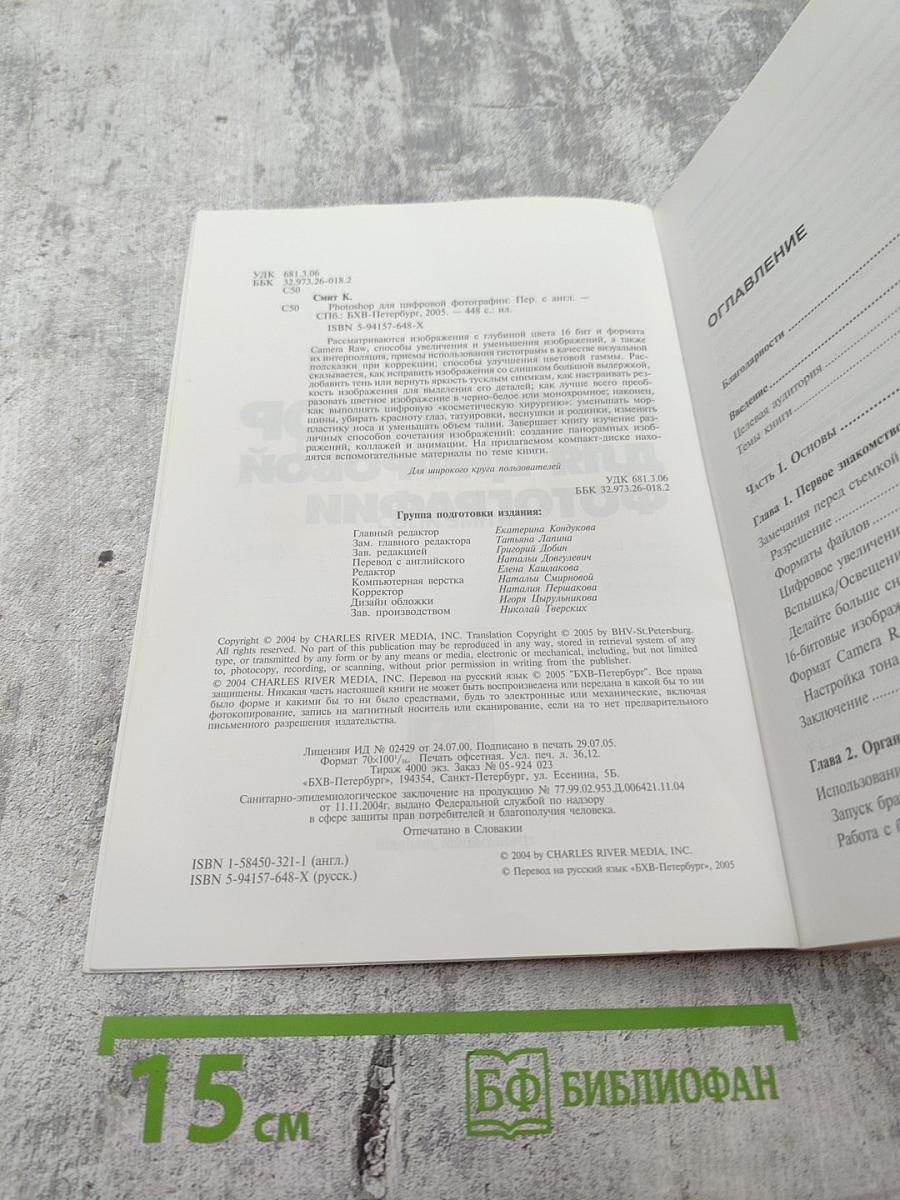 УДК 681.3.06
ББК 32.973.26-018.2
С50
Смит К.
С50 Photoshop для цифровой фотографии: Пер. с англ. —
СПб.: БХВ-Петербург, 2005. — 448 с.: ил.
ISBN 5-94157-648-X
Рассматриваются изображения с глубиной цвета 16 бит и формата
Camera Raw, способы увеличения и уменьшения изображений, а также
их интерполяция, приемы использования гистограмм в качестве визуальной
подсказки при коррекции; способы улучшения цветовой гаммы. Рас-
сказывается, как исправить изображения со слишком большой выдержкой,
добавить тень или вернуть яркость тусклым снимкам, как настраивать рез-
кость изображения для выделения его деталей; как лучше всего преоб-
разовать цветное изображение в черно-белое или монохромное; наконец,
как выполнять цифровую «косметическую хирургию»: уменьшать мор-
щины, убирать красноту глаз, татуировки, веснушки и родинки, изменять
пластику носа и уменьшать объем талии. Завершает книгу изучение раз-
личных способов сочетания изображений: создание панорамных изоб-
ражений, коллажей и анимации. На прилагаемом компакт-диске нахо-
дятся вспомогательные материалы по теме книги.
Для широкого круга пользователей
УДК 681.3.06
ББК 32.973.26-018.2
Группа подготовки издания:
Главный редактор Екатерина Кондукова
Зам. главного редактора Татьяна Лапина
Зав. редакцией Григорий Добин
Перевод с английского Натальи Довгулевич
Редактор Елена Кашлакова
Компьютерная верстка Натальи Смирновой
Корректор Наталия Першакова
Дизайн обложки Игоря Цырульникова
Зав. производством Николай Тверских
Copyright © 2004 by CHARLES RIVER MEDIA, INC. Translation Copyright © 2005 by BHV-St.Petersburg.
All rights reserved. No part of this publication may be reproduced in any way, stored in retrieval system of any
type, or transmitted by any form or by any means or media, electronic or mechanical, including, but not limited
to, photocopy, recording, or scanning, without prior permission in writing from the publisher.
© 2004 CHARLES RIVER MEDIA, INC. Перевод на русский язык © 2005 "БХВ-Петербург". Все права
защищены. Никакая часть настоящей книги не может быть воспроизведена или передана в какой бы то ни
было форме и какими бы то ни было средствами, будь то электронные или механические, включая
фотокопирование, запись на магнитный носитель или сканирование, если на то нет предварительного
письменного разрешения издательства.
Лицензия ИД № 02429 от 24.07.00. Подписано в печать 29.07.05.
Формат 70×100¹/₁₆. Печать офсетная. Усл. печ. л. 36,12.
Тираж 4000 экз. Заказ № 05-924 023
«БХВ-Петербург», 194354, Санкт-Петербург, ул. Есенина, 5Б.
Санитарно-эпидемиологическое заключение на продукцию № 77.99.02.953.Д.006421.11.04
от 11.11.2004г. выдано Федеральной службой по надзору
в сфере защиты прав потребителей и благополучия человека.
Отпечатано в Словакии
ISBN 1-58450-321-1 (англ.)
ISBN 5-94157-648-X (русск.)
© 2004 by CHARLES RIVER MEDIA, INC.
© Перевод на русский язык «БХВ-Петербург», 2005
ОГЛАВЛЕНИЕ
Благодарности
Введение
Целевая аудитория
Темы книги
Часть I. Основы
Глава 1. Первое знакомство
Замечания перед съемкой
Разрешение
Форматы файлов
Цифровое увеличени
Вспышка/Освещени
Делайте больше сн
16-битовые изображ
Формат Camera R
Настройка тона
Заключение
Глава 2. Орган
Использовани
Запуск бра
Работа с б
15 см
БФ БИБЛИОФАН